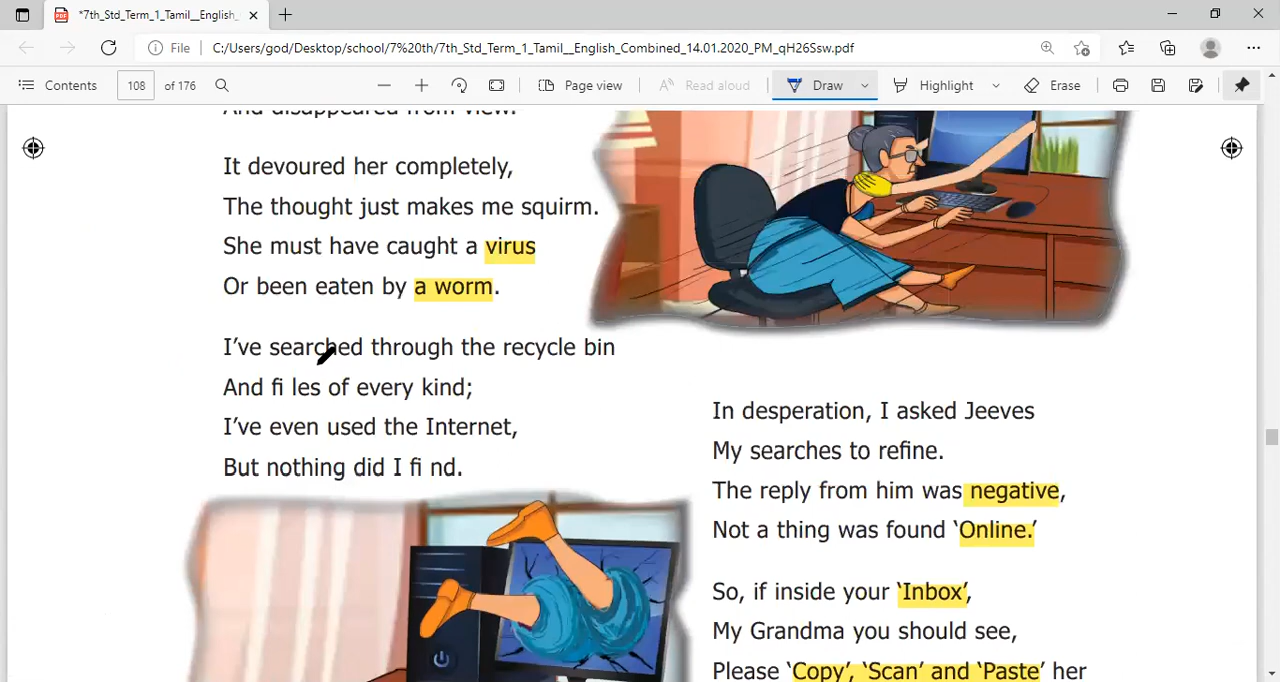 *7th_Std_Term_1_Tamil__English_
File
C:/Users/god/Desktop/school/7%20th/7th_Std_Term_1_Tamil__English_Combined_14.01.2020_PM_qH26Ssw.pdf
Contents
108 of 176
Page view
Read aloud
Draw
Highlight
Erase
And disappeared from view.
It devoured her completely,
The thought just makes me squirm.
She must have caught a virus
Or been eaten by a worm.
I’ve searched through the recycle bin
And fi les of every kind;
I’ve even used the Internet,
But nothing did I fi nd.
In desperation, I asked Jeeves
My searches to refine.
The reply from him was negative,
Not a thing was found ‘Online.’
So, if inside your ‘Inbox’,
My Grandma you should see,
Please ‘Copy’, ‘Scan’ and ‘Paste’ her